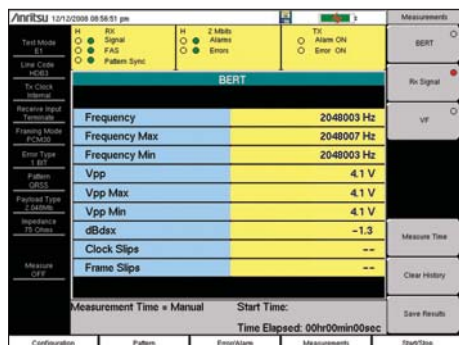 Anritsu 12/12/2008 08:56:51 pm
Measurements
Test Mode
E1
Line Code
HDB3
Tx Clock
Internal
Receive Input
Terminate
Framing Mode
PCM30
Error Type
1 BIT
Pattern
QRSS
Payload Type
2.048Mb
Impedance
75 Ohms
Measure
OFF
H RX
Signal
FAS
Pattern Sync
H 2 Mbits
Alarms
Errors
TX
Alarm ON
Error ON
BERT
Frequency 2048003 Hz
Frequency Max 2048007 Hz
Frequency Min 2048003 Hz
Vpp 4.1 V
Vpp Max 4.1 V
Vpp Min 4.1 V
dBdsx -1.3
Clock Slips --
Frame Slips --
Measurement Time = Manual Start Time:
Time Elapsed: 00hr00min00sec
BERT
Rx Signal
VF
Measure Time
Clear History
Save Results
Configuration Pattern Error/Alarm Measurements Start/Stop